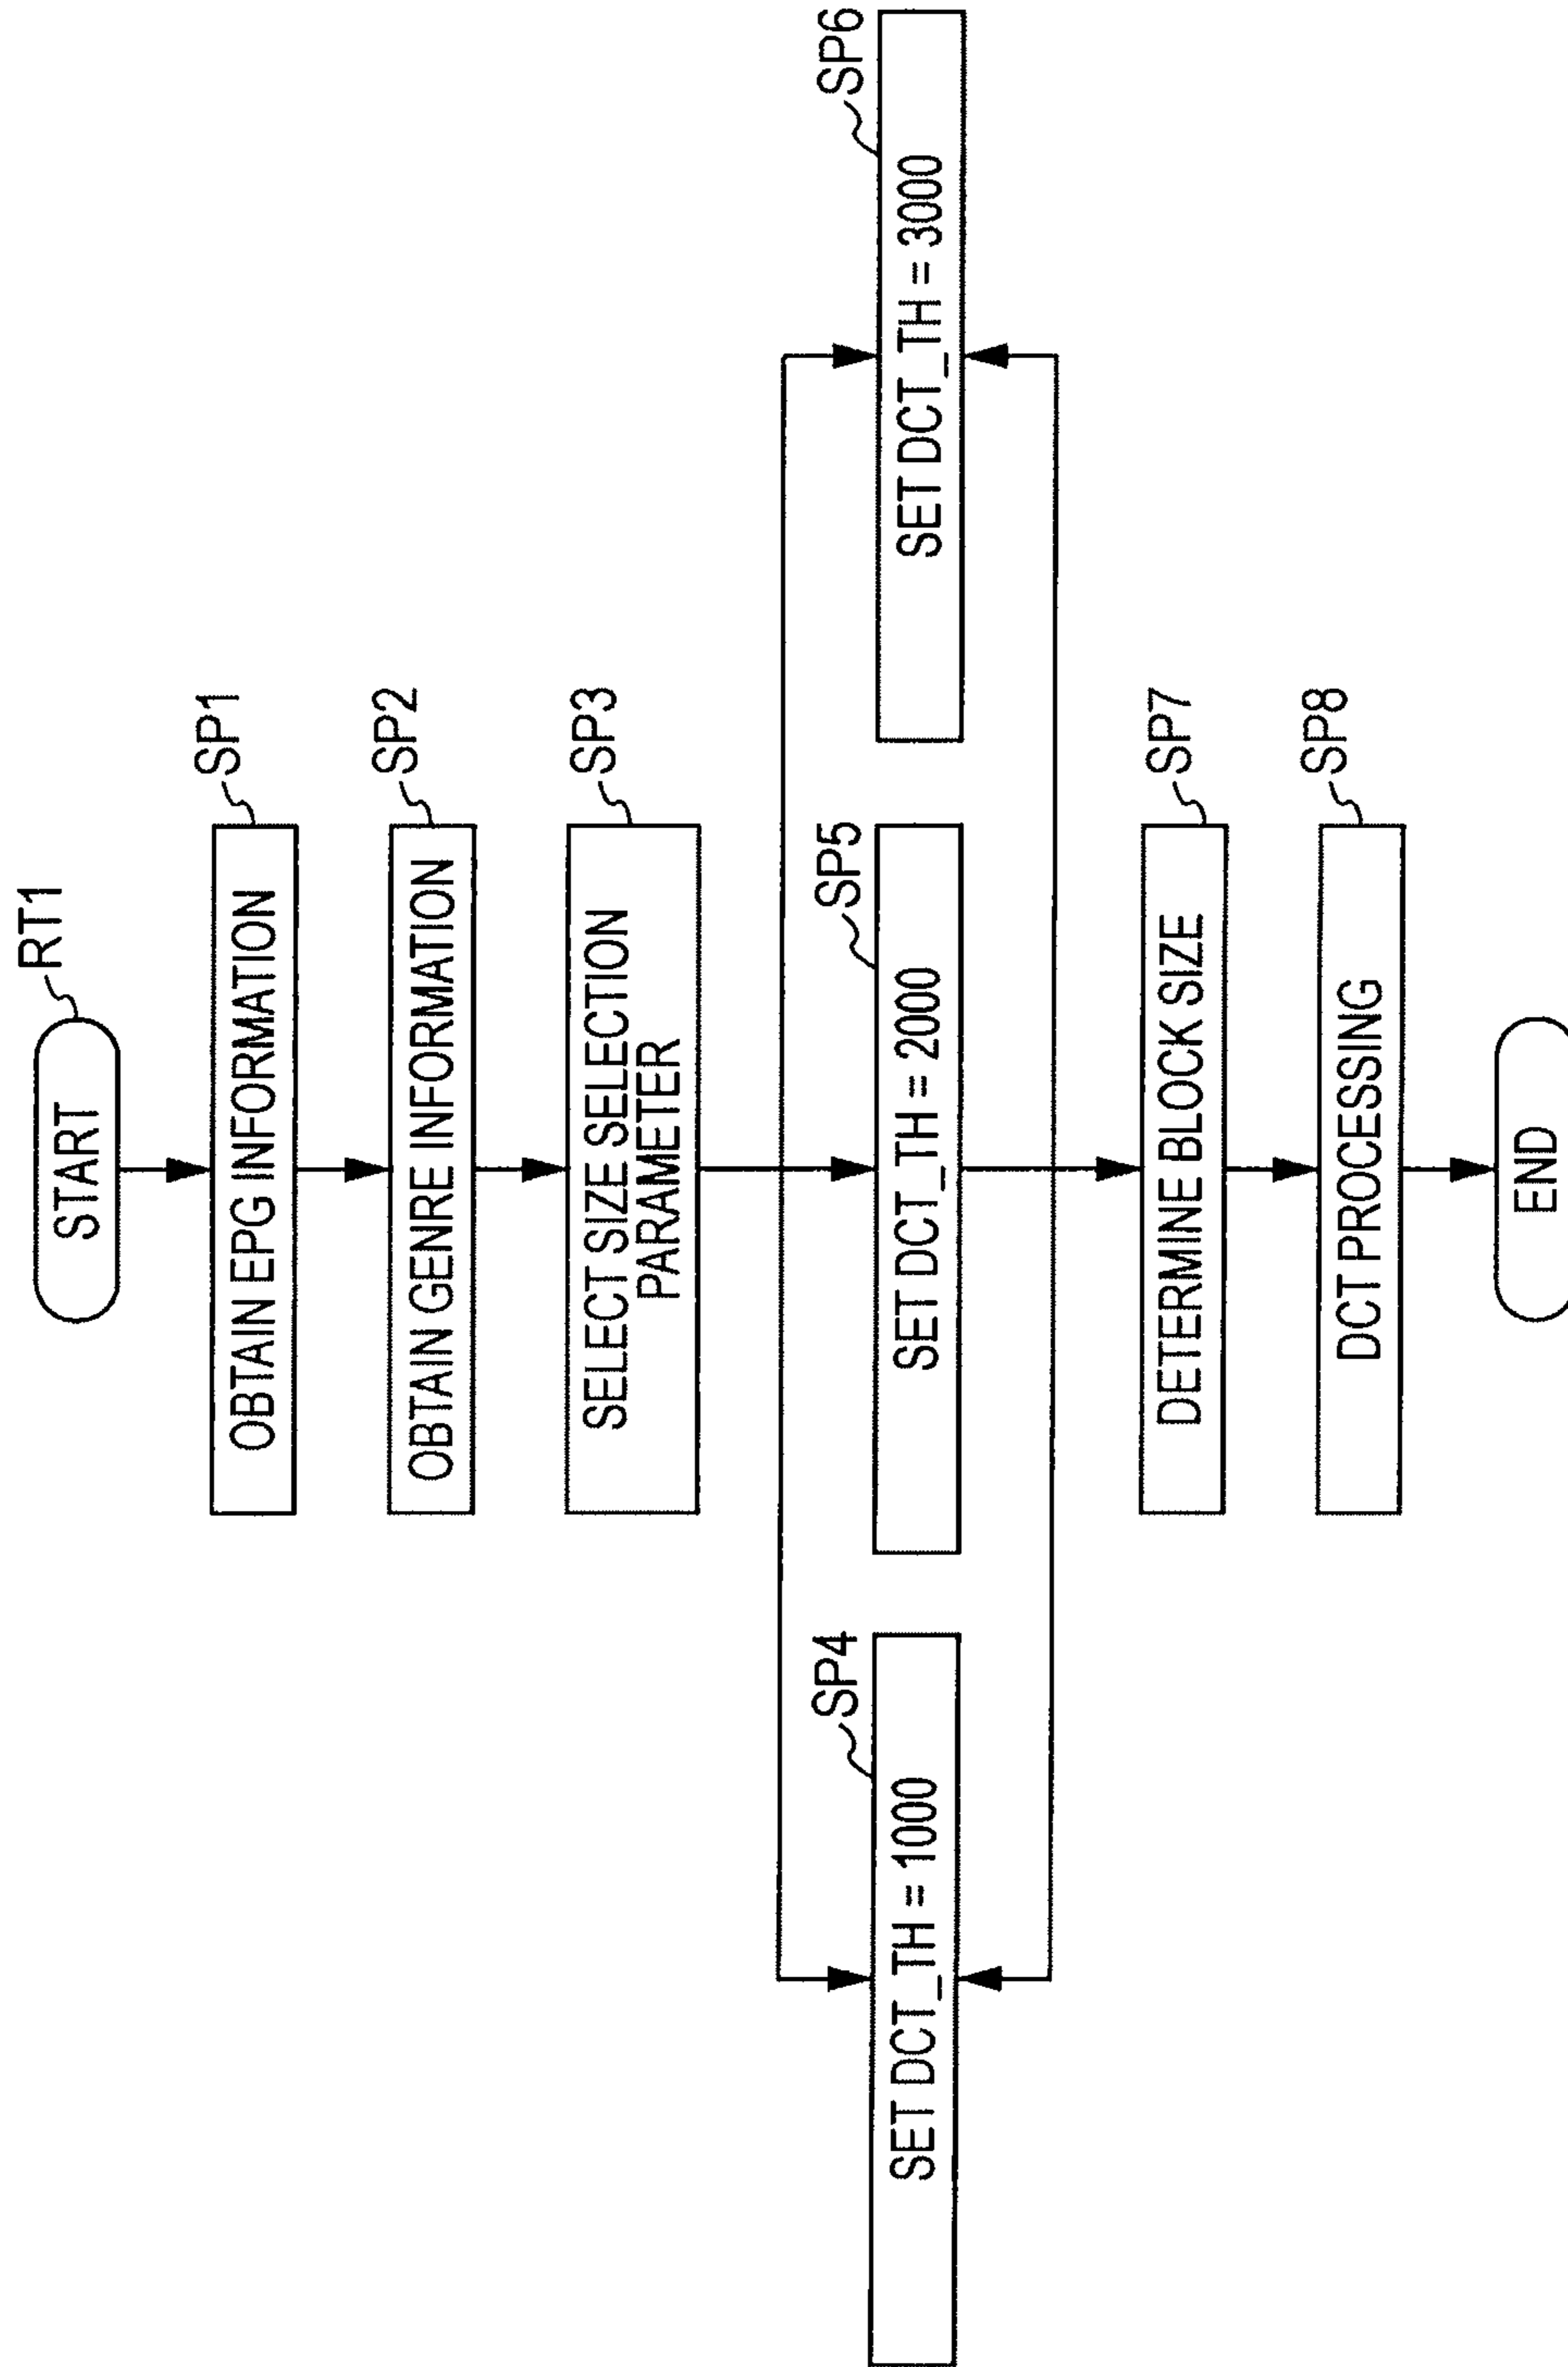 RT1
START
SP1
OBTAIN EPG INFORMATION
SP2
OBTAIN GENRE INFORMATION
SP3
SELECT SIZE SELECTION
PARAMETER
SP4
SET DCT_TH = 1000
SP5
SET DCT_TH = 2000
SP6
SET DCT_TH = 3000
SP7
DETERMINE BLOCK SIZE
SP8
DCT PROCESSING
END